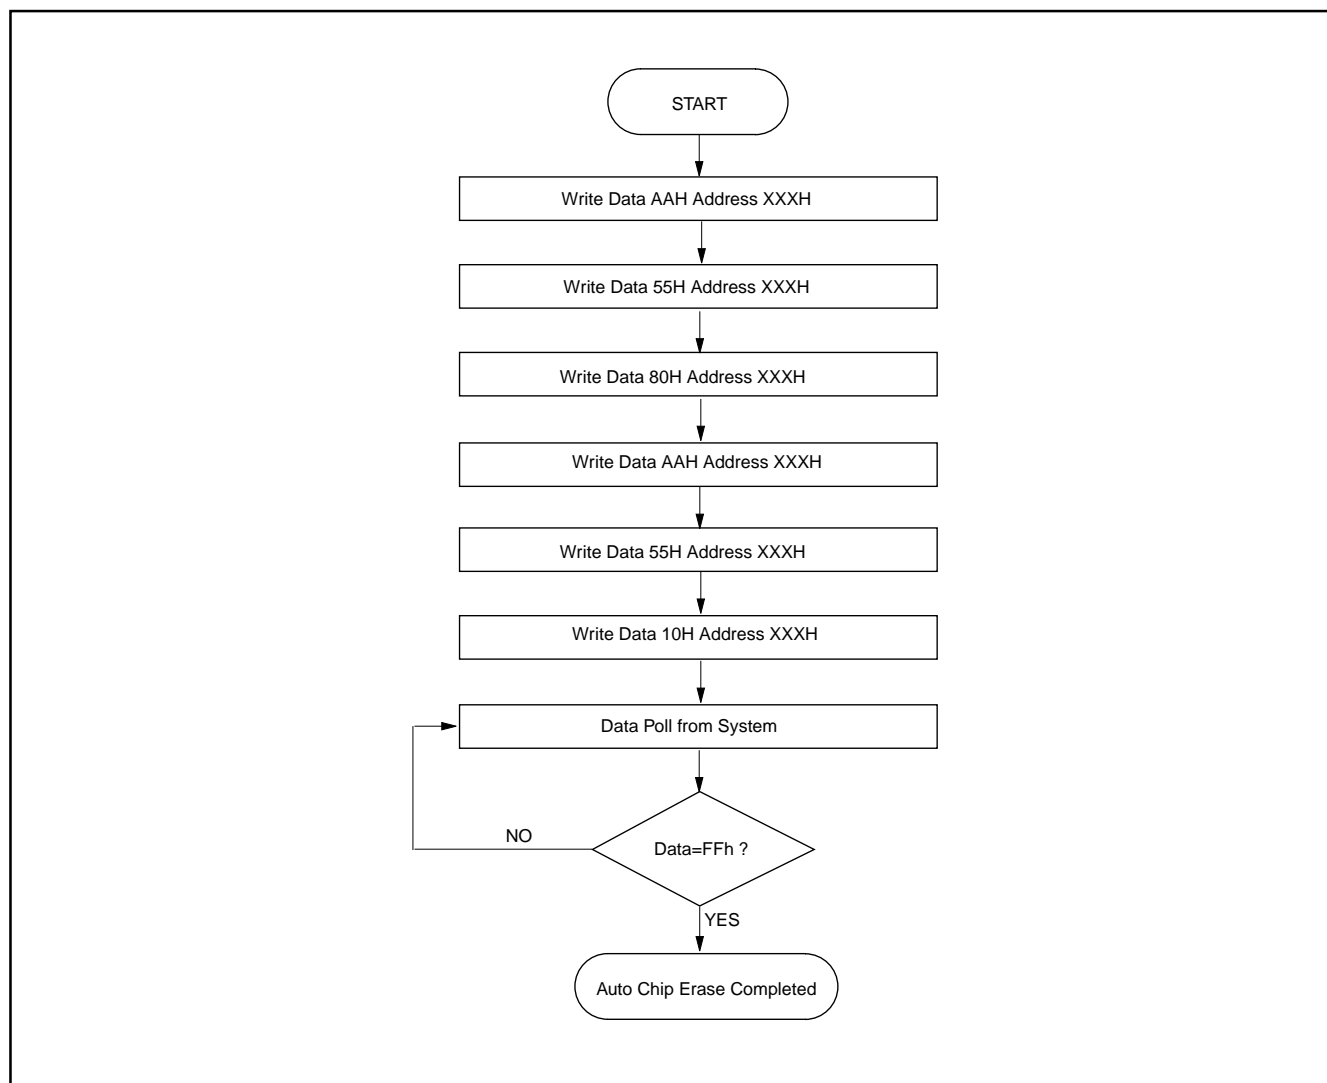 START
Write Data AAH Address XXXH
Write Data 55H Address XXXH
Write Data 80H Address XXXH
Write Data AAH Address XXXH
Write Data 55H Address XXXH
Write Data 10H Address XXXH
Data Poll from System
NO
Data=FFh ?
YES
Auto Chip Erase Completed